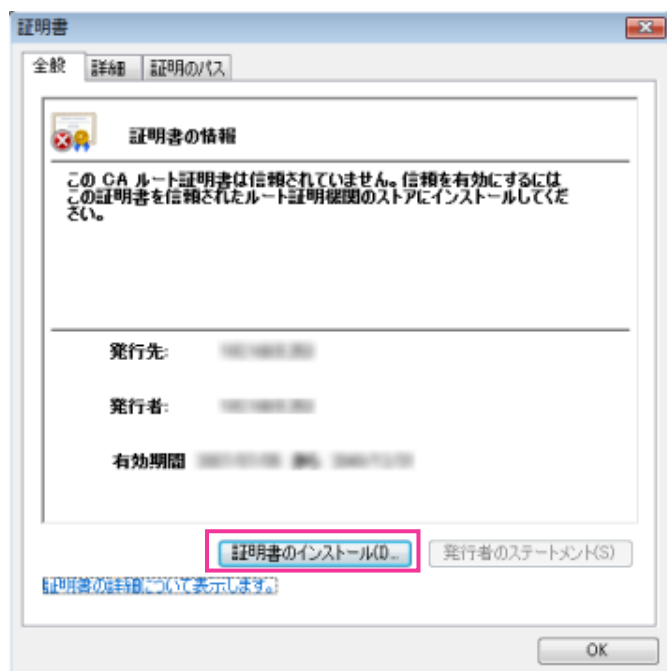 証明書
全般 詳細 証明のパス
証明書の情報
この CA ルート証明書は信頼されていません。信頼を有効にするには
この証明書を信頼されたルート証明機関のストアにインストールしてくだ
さい。
発行先:
発行者:
有効期間 から
証明書のインストール(I)...
発行者のステートメント(S)
証明書の詳細について表示します。
OK